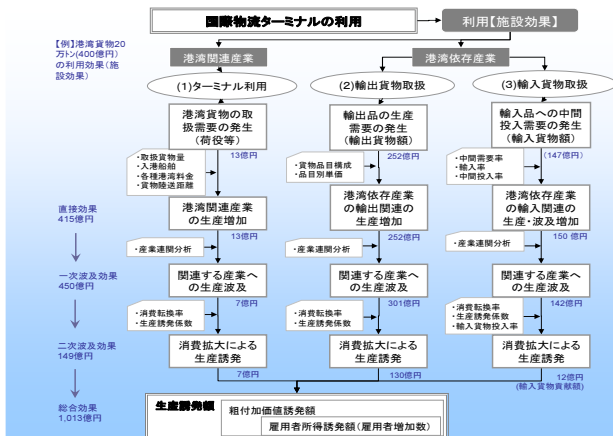 国際物流ターミナルの利用
利用【施設効果】
【例】港湾貨物20
万トン(400億円)
の利用効果(施
設効果)
港湾関連産業
港湾依存産業
(1)ターミナル利用
(2)輸出貨物取扱
(3)輸入貨物取扱
港湾貨物の取
扱需要の発生
(荷役等)
13億円
輸出品の生産
需要の発生
(輸出貨物額)
252億円
輸入品への中間
投入需要の発生
(輸入貨物額)
(147億円)
・取扱貨物量
・入港船舶
・各種港湾料金
・貨物陸送距離
・貨物品目構成
・品目別単価
・中間需要率
・輸入率
・中間投入率
直接効果
415億円
港湾関連産業
の生産増加
13億円
港湾依存産業
の輸出関連の
生産増加
252億円
港湾依存産業
の輸入関連の
生産・波及増加
150 億円
・産業連関分析
・産業連関分析
・産業連関分析
一次波及効果
450億円
関連する産業へ
の生産波及
7億円
関連する産業へ
の生産波及
301億円
関連する産業へ
の生産波及
142億円
・消費転換率
・生産誘発係数
・消費転換率
・生産誘発係数
・消費転換率
・生産誘発係数
・輸入貨物投入率
二次波及効果
149億円
消費拡大による
生産誘発
7億円
消費拡大による
生産誘発
130億円
消費拡大による
生産誘発
12億円
(輸入貨物貢献額)
総合効果
1,013億円
生産誘発額
粗付加価値誘発額
雇用者所得誘発額(雇用者増加数)